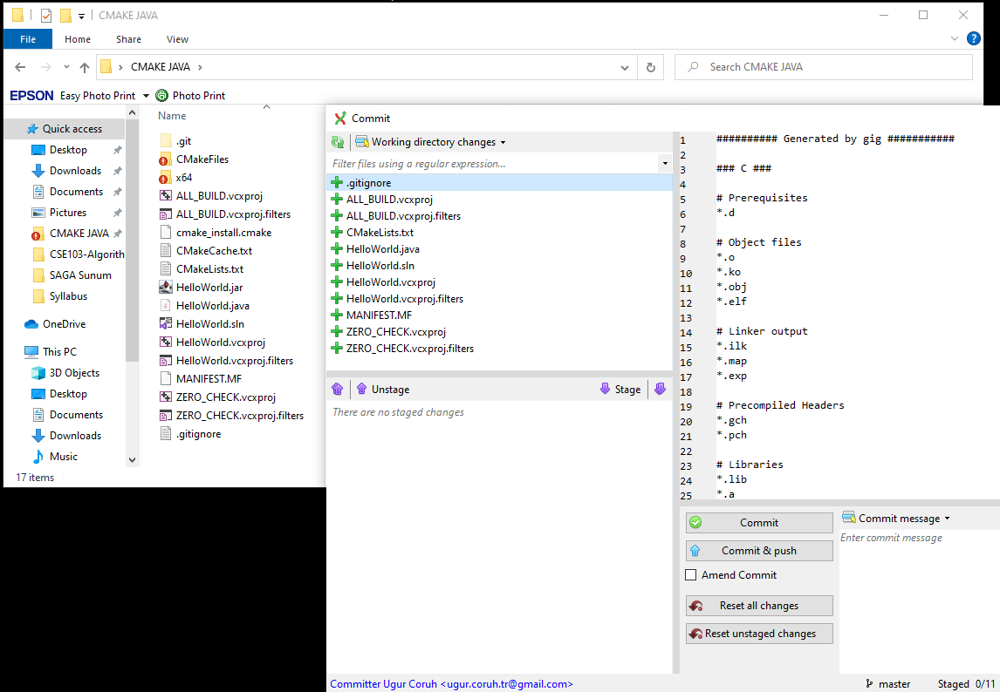 CMAKE JAVA
File Home Share View
CMAKE JAVA
Search CMAKE JAVA
EPSON Easy Photo Print Photo Print
Quick access
Desktop
Downloads
Documents
Pictures
CMAKE JAVA
CSE103-Algorith
SAGA Sunum
Syllabus
OneDrive
This PC
3D Objects
Desktop
Documents
Downloads
Music
17 items
Name
.git
CMakeFiles
x64
ALL_BUILD.vcxproj
ALL_BUILD.vcxproj.filters
cmake_install.cmake
CMakeCache.txt
CMakeLists.txt
HelloWorld.jar
HelloWorld.java
HelloWorld.sln
HelloWorld.vcxproj
HelloWorld.vcxproj.filters
MANIFEST.MF
ZERO_CHECK.vcxproj
ZERO_CHECK.vcxproj.filters
.gitignore
Commit
Working directory changes
Filter files using a regular expression...
.gitignore
ALL_BUILD.vcxproj
ALL_BUILD.vcxproj.filters
CMakeLists.txt
HelloWorld.java
HelloWorld.sln
HelloWorld.vcxproj
HelloWorld.vcxproj.filters
MANIFEST.MF
ZERO_CHECK.vcxproj
ZERO_CHECK.vcxproj.filters
Unstage Stage
There are no staged changes
1 ########## Generated by gig ###########
2
3 ### C ###
4
5 # Prerequisites
6 *.d
7
8 # Object files
9 *.o
10 *.ko
11 *.obj
12 *.elf
13
14 # Linker output
15 *.ilk
16 *.map
17 *.exp
18
19 # Precompiled Headers
20 *.gch
21 *.pch
22
23 # Libraries
24 *.lib
25 *.a
Commit
Commit & push
Amend Commit
Reset all changes
Reset unstaged changes
Commit message
Enter commit message
Committer Ugur Coruh <ugur.coruh.tr@gmail.com>
master Staged 0/11